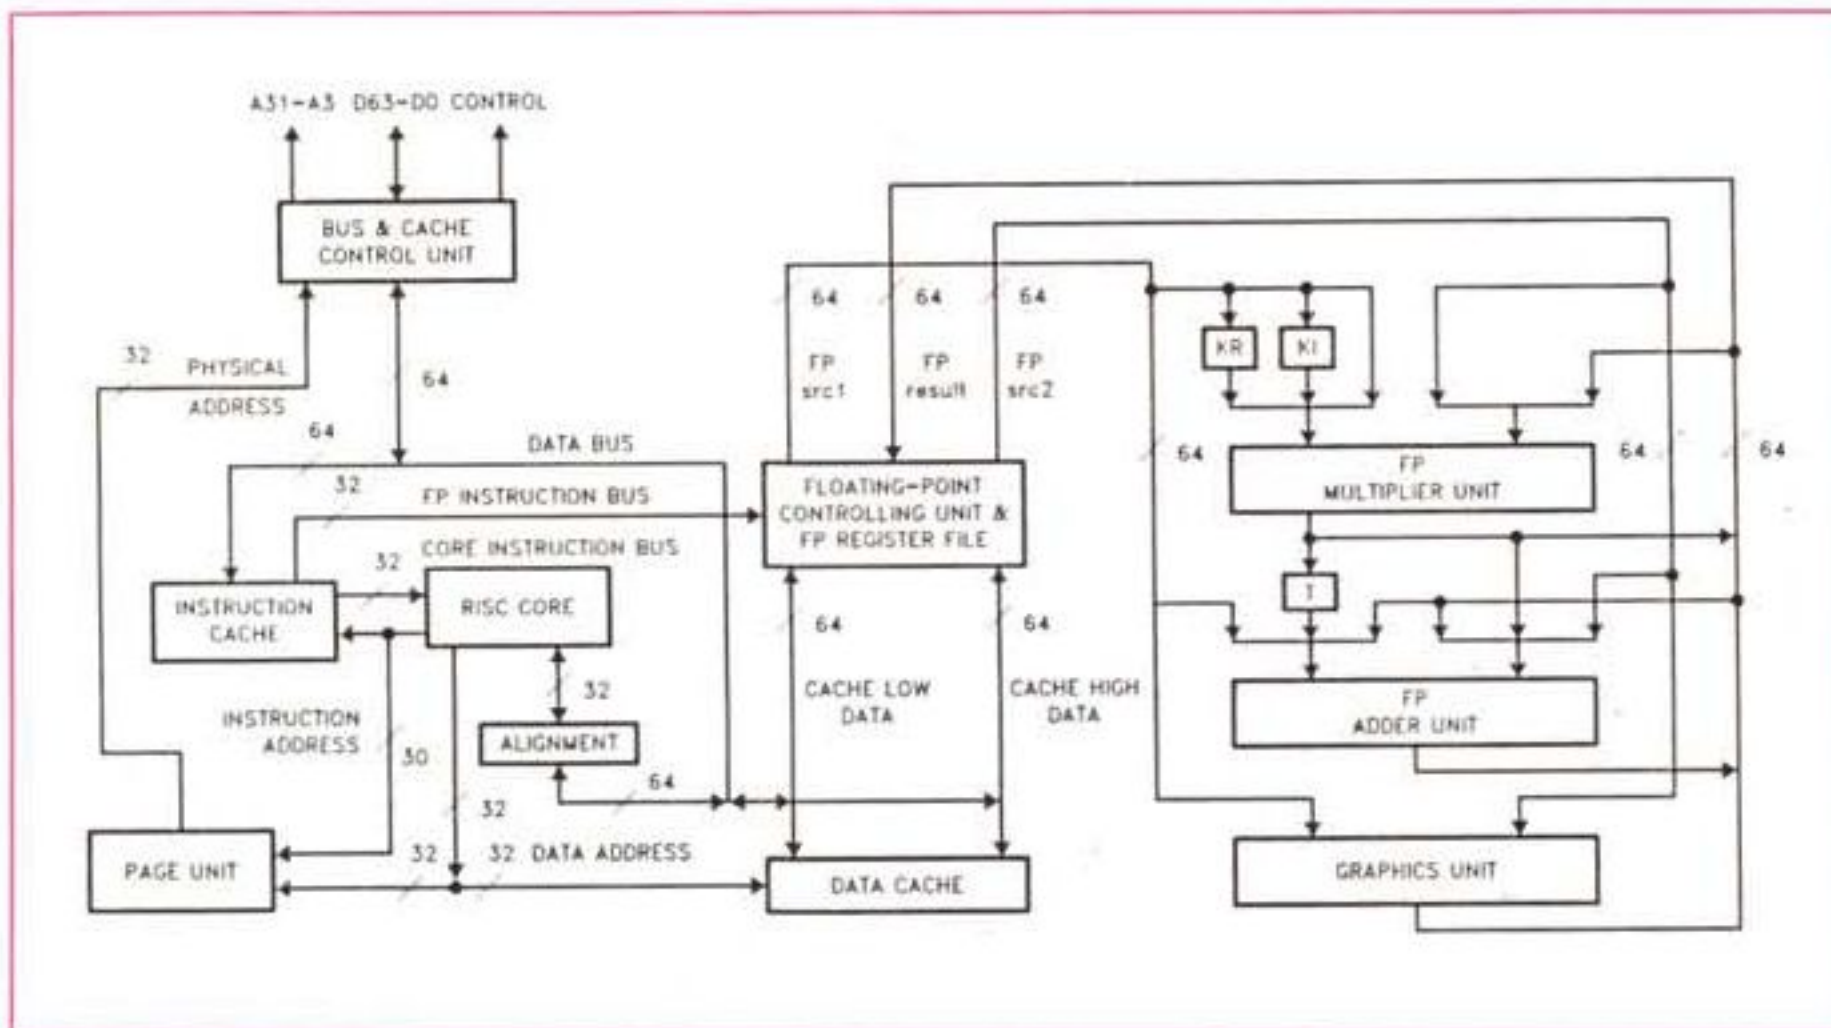 A31-A3 D63-D0 CONTROL
BUS & CACHE
CONTROL UNIT
32
PHYSICAL
ADDRESS
64
64
DATA BUS
32
FP INSTRUCTION BUS
CORE INSTRUCTION BUS
32
INSTRUCTION
CACHE
RISC CORE
32
INSTRUCTION
ADDRESS
30
ALIGNMENT
64
32
PAGE UNIT
32
32 DATA ADDRESS
64
64
64
FP
src1
FP
result
FP
src2
FLOATING-POINT
CONTROLLING UNIT &
FP REGISTER FILE
64
64
CACHE LOW
DATA
CACHE HIGH
DATA
DATA CACHE
KR
KI
64
64
64
FP
MULTIPLIER UNIT
T
FP
ADDER UNIT
GRAPHICS UNIT